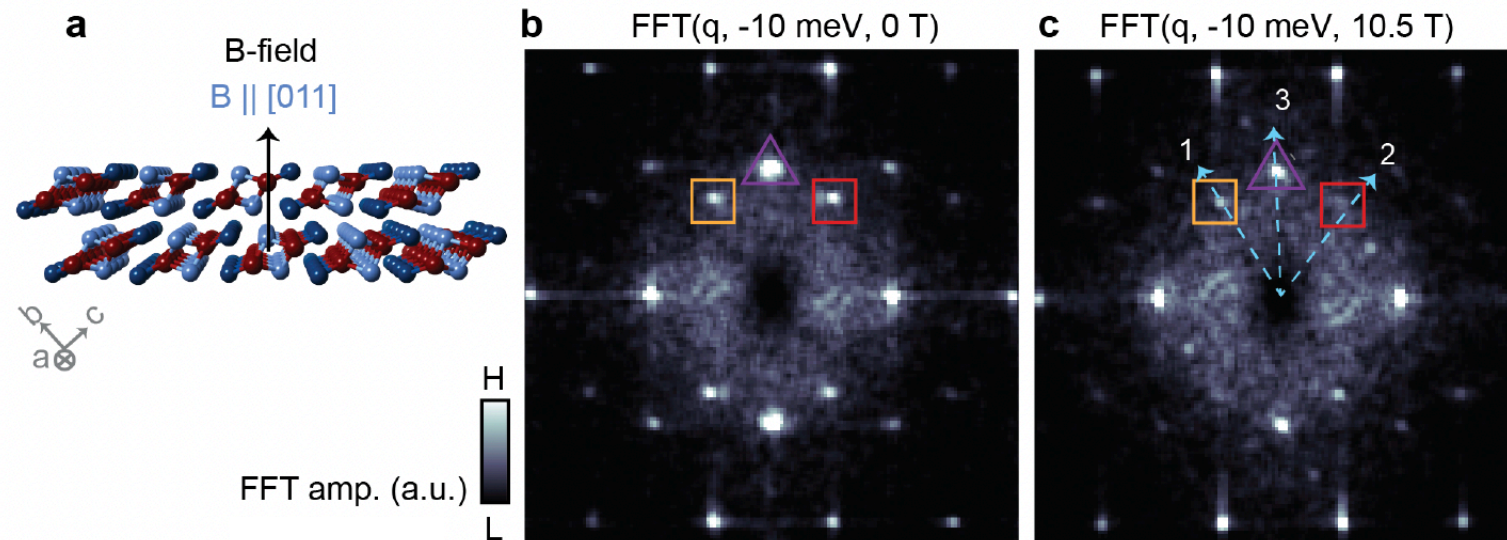 a
B-field
B || [011]
b
c
a
H
FFT amp. (a.u.)
L
b
FFT(q, -10 meV, 0 T)
c
FFT(q, -10 meV, 10.5 T)
1
3
2